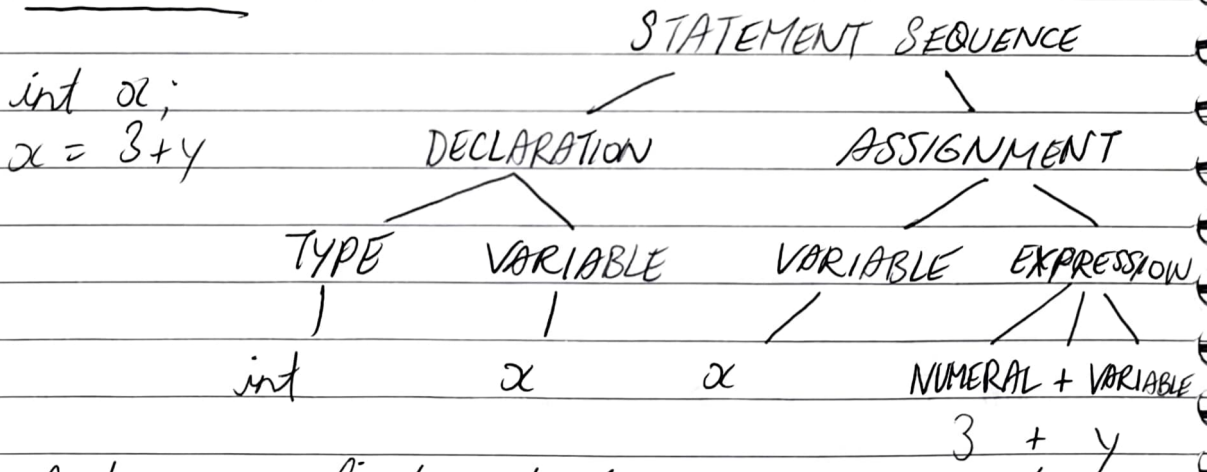 STATEMENT SEQUENCE
int x;
x = 3+y
DECLARATION ASSIGNMENT
TYPE VARIABLE VARIABLE EXPRESSION
int x x NUMERAL + VARIABLE
3 + y